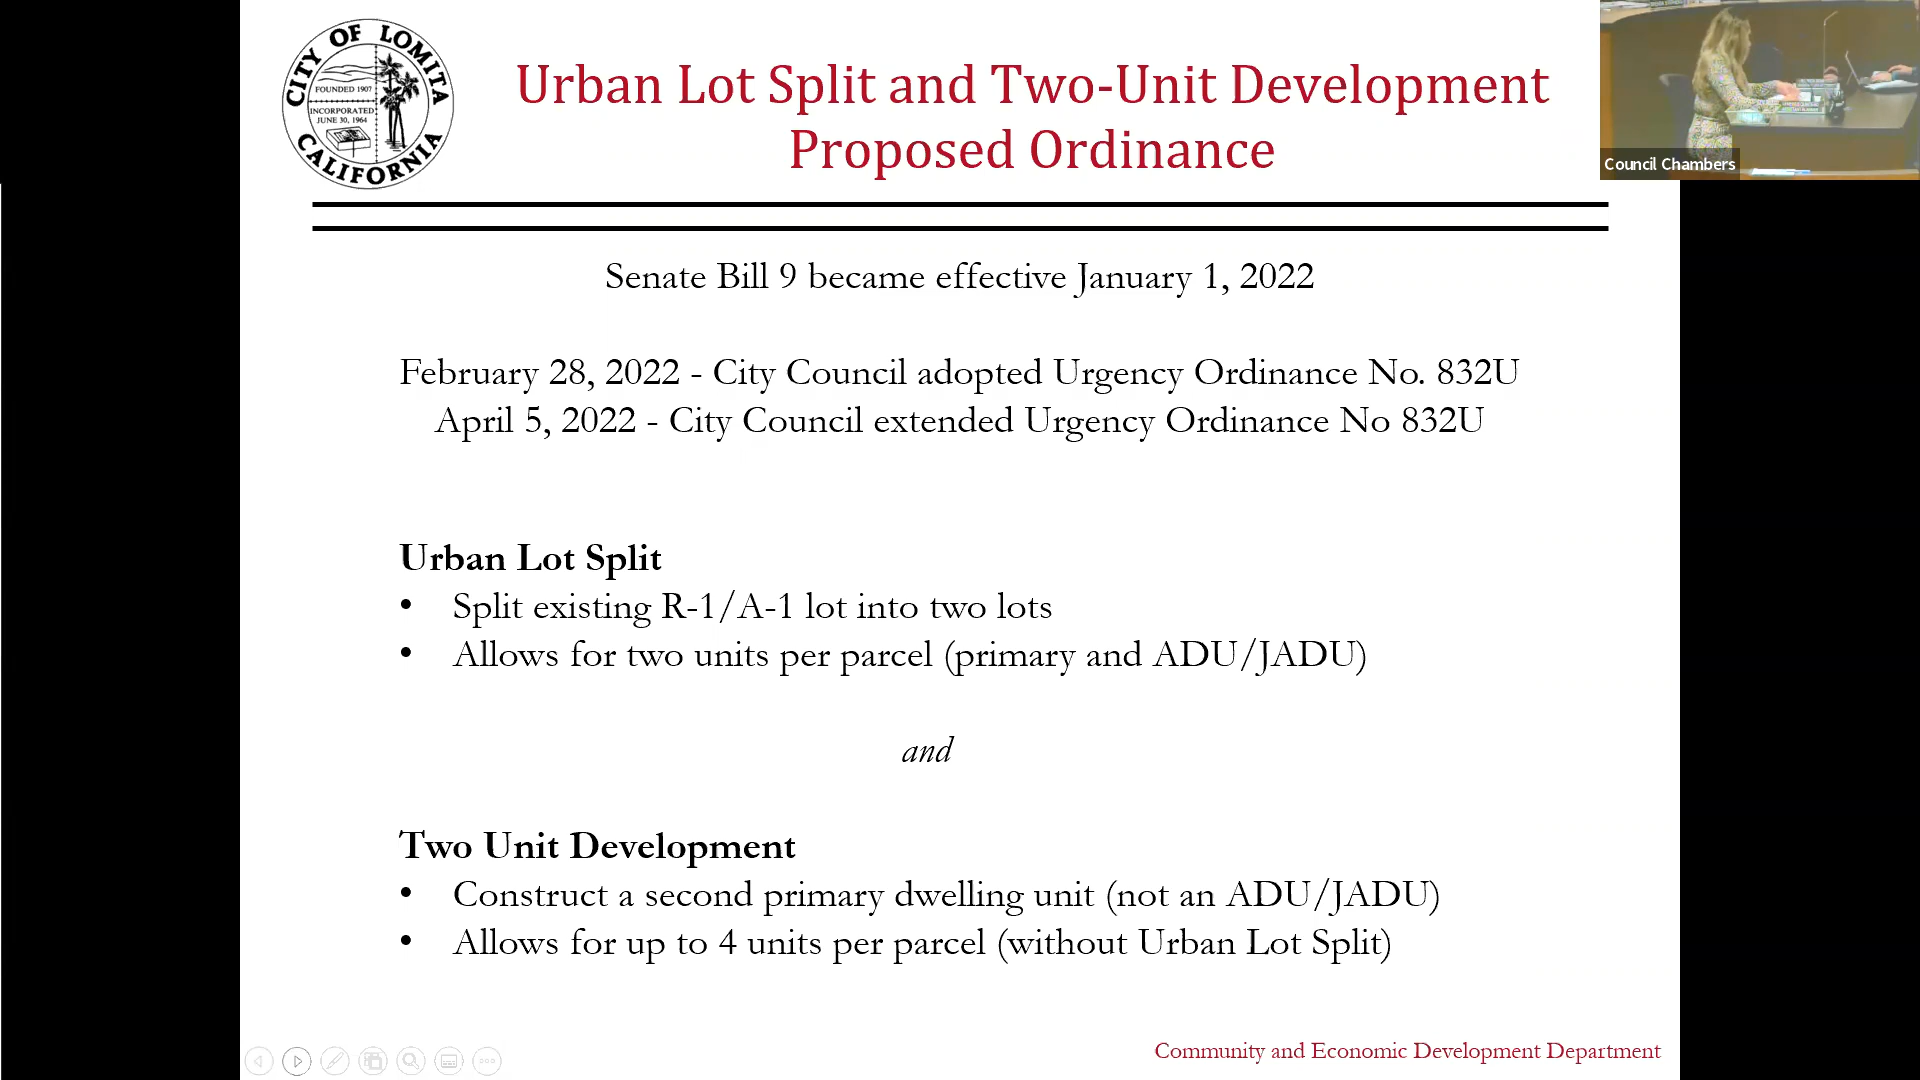 CITY OF LOMITA
FOUNDED 1907
INCORPORATED
JUNE 30, 1964
CALIFORNIA
Urban Lot Split and Two-Unit Development
Proposed Ordinance
Council Chambers
Senate Bill 9 became effective January 1, 2022
February 28, 2022 - City Council adopted Urgency Ordinance No. 832U
April 5, 2022 - City Council extended Urgency Ordinance No 832U
Urban Lot Split
• Split existing R-1/A-1 lot into two lots
• Allows for two units per parcel (primary and ADU/JADU)
and
Two Unit Development
• Construct a second primary dwelling unit (not an ADU/JADU)
• Allows for up to 4 units per parcel (without Urban Lot Split)
Community and Economic Development Department